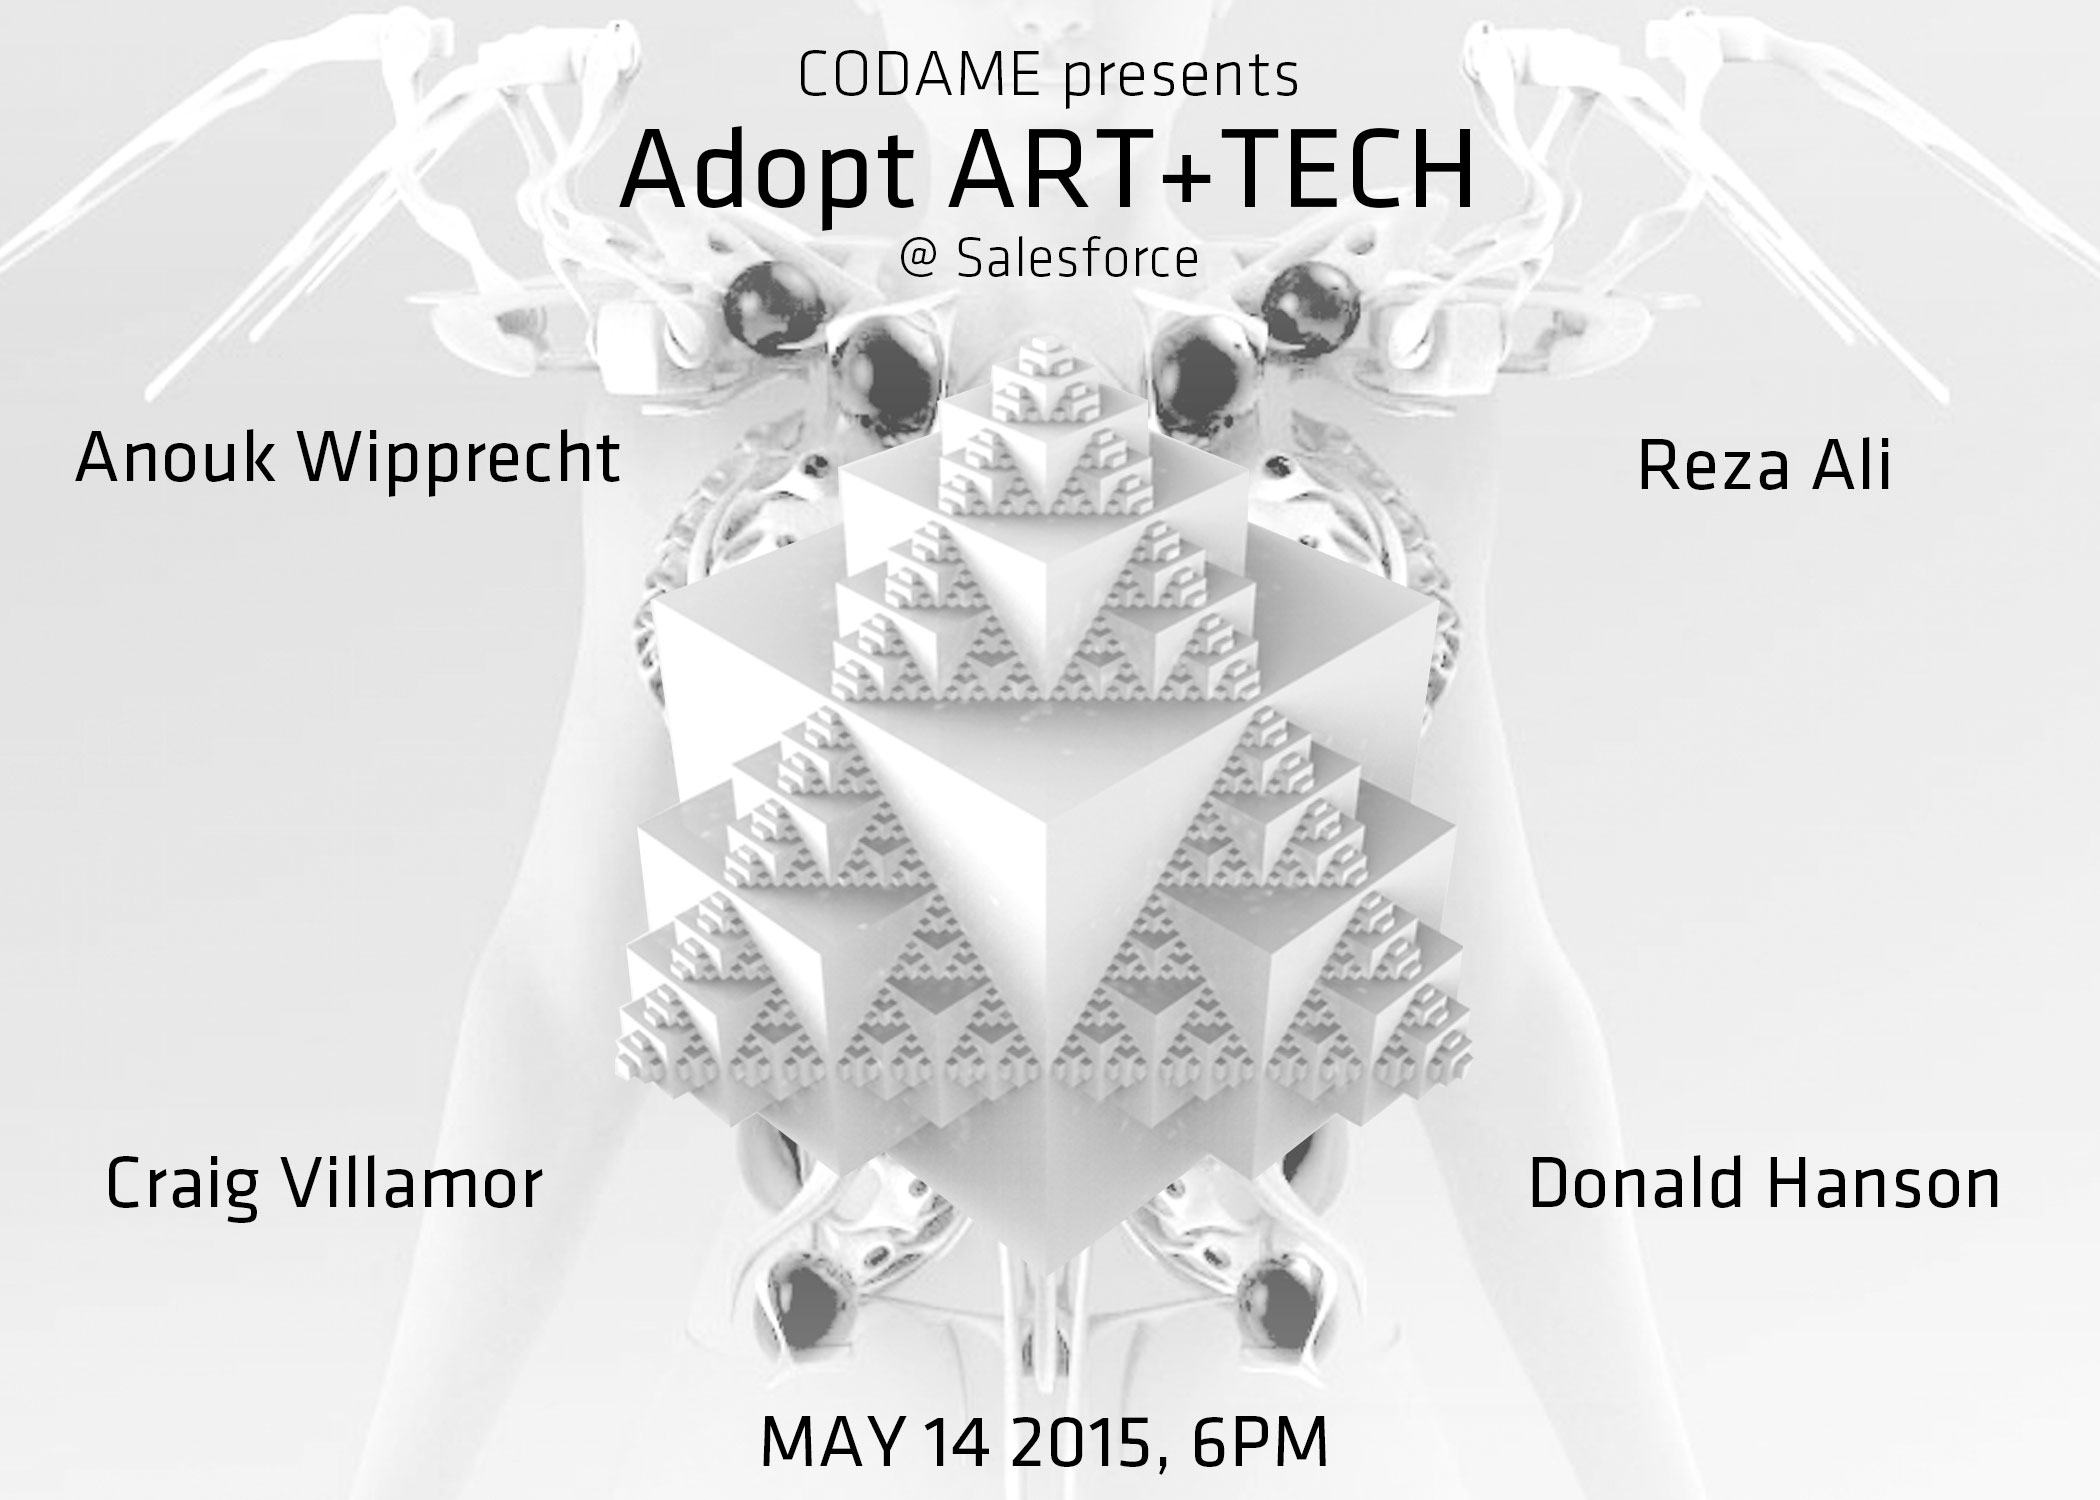 CODAME presents
Adopt ART+TECH
@ Salesforce
Anouk Wipprecht
Reza Ali
Craig Villamor
Donald Hanson
MAY 14 2015, 6PM